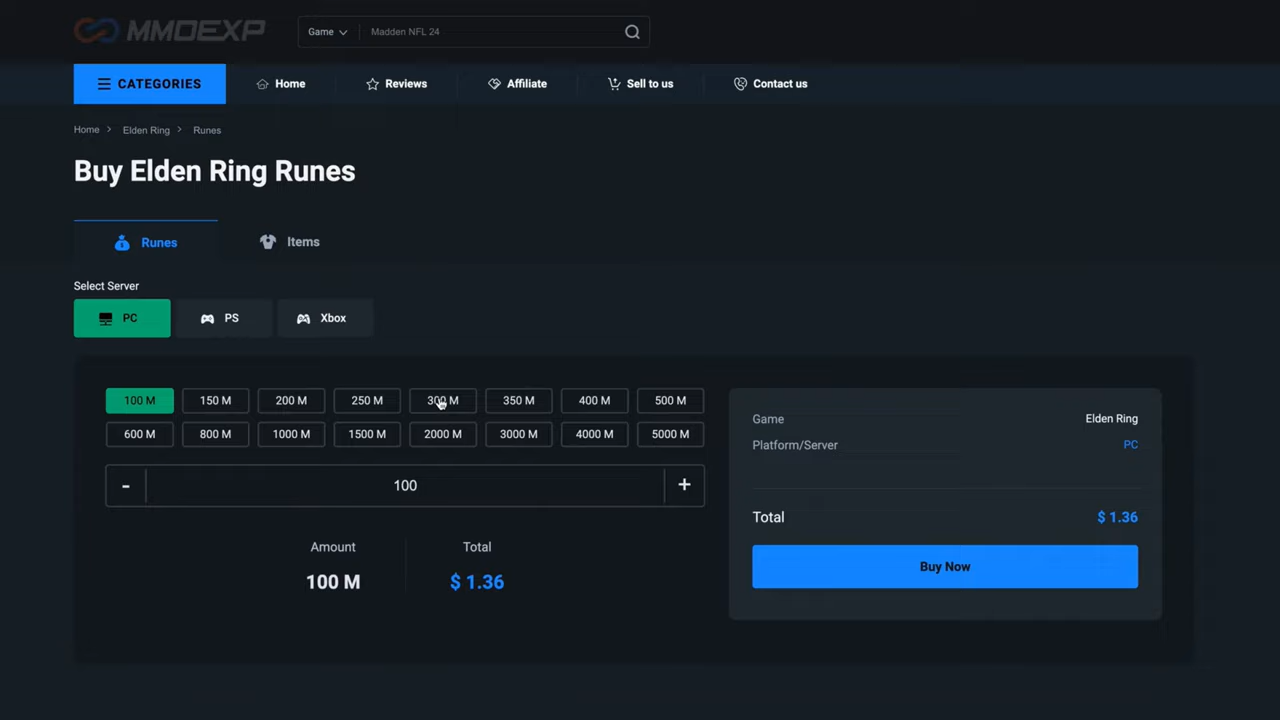 MMOEXP
Game Madden NFL 24
CATEGORIES Home Reviews Affiliate Sell to us Contact us
Home > Elden Ring > Runes
Buy Elden Ring Runes
Runes Items
Select Server
PC PS Xbox
100 M 150 M 200 M 250 M 300 M 350 M 400 M 500 M
600 M 800 M 1000 M 1500 M 2000 M 3000 M 4000 M 5000 M
- 100 +
Amount Total
100 M $ 1.36
Game Elden Ring
Platform/Server PC
Total $ 1.36
Buy Now